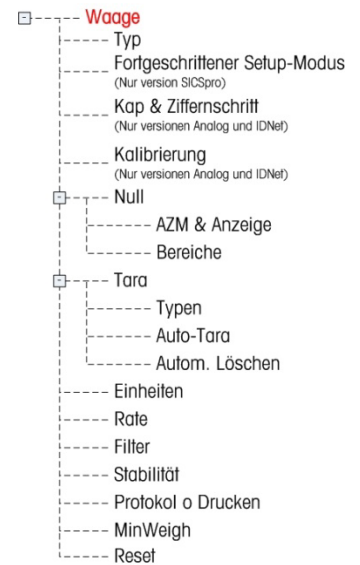 Waage
Typ
Fortgeschrittener Setup-Modus
(Nur version SICSpro)
Kap & Ziffernschritt
(Nur versionen Analog und IDNet)
Kalibrierung
(Nur versionen Analog und IDNet)
Null
AZM & Anzeige
Bereiche
Tara
Typen
Auto-Tara
Autom. Löschen
Einheiten
Rate
Filter
Stabilität
Protokol o Drucken
MinWeigh
Reset